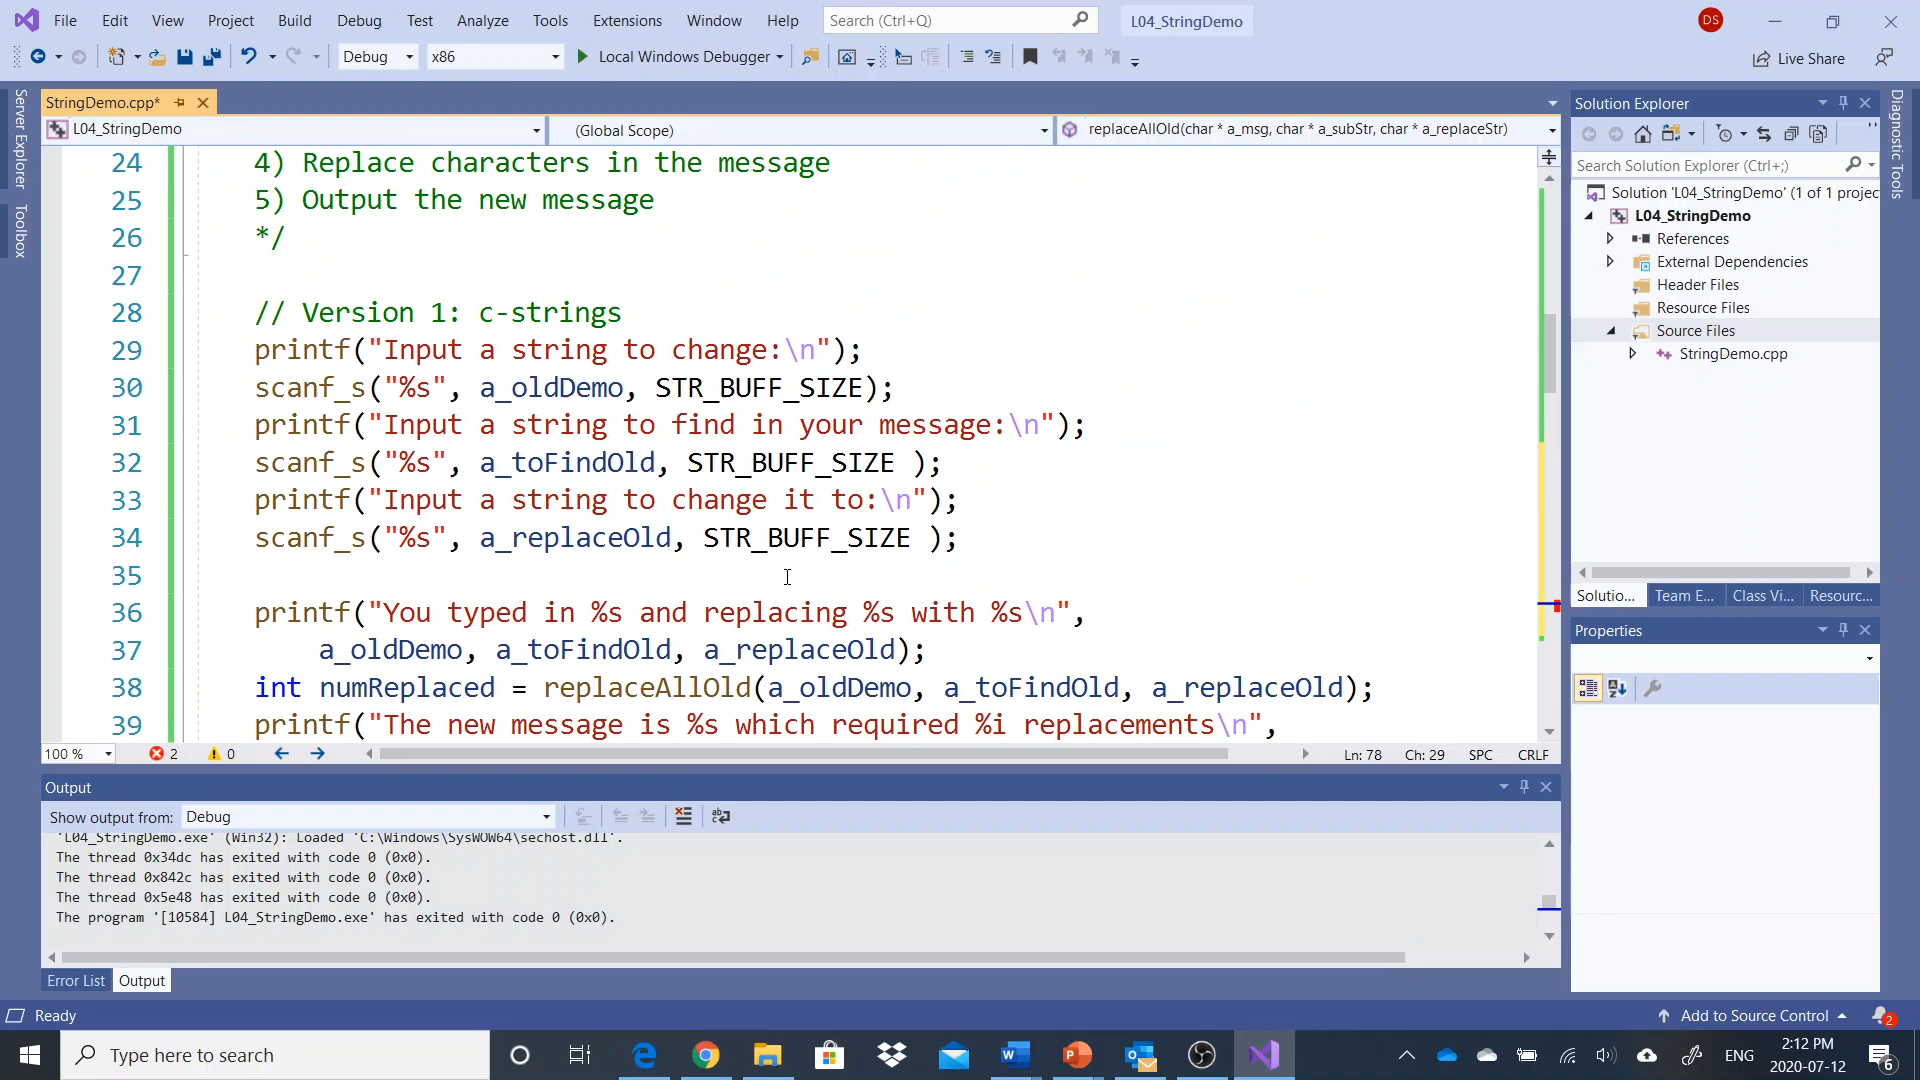 File Edit View Project Build Debug Test Analyze Tools Extensions Window Help Search (Ctrl+Q) L04_StringDemo DS
Debug x86 Local Windows Debugger Live Share
StringDemo.cpp*
L04_StringDemo (Global Scope) replaceAllOld(char * a_msg, char * a_subStr, char * a_replaceStr)
Server Explorer
Toolbox
24 4) Replace characters in the message
25 5) Output the new message
26 */
27
28 // Version 1: c-strings
29 printf("Input a string to change:\n");
30 scanf_s("%s", a_oldDemo, STR_BUFF_SIZE);
31 printf("Input a string to find in your message:\n");
32 scanf_s("%s", a_toFindOld, STR_BUFF_SIZE );
33 printf("Input a string to change it to:\n");
34 scanf_s("%s", a_replaceOld, STR_BUFF_SIZE );
35
36 printf("You typed in %s and replacing %s with %s\n",
37 a_oldDemo, a_toFindOld, a_replaceOld);
38 int numReplaced = replaceAllOld(a_oldDemo, a_toFindOld, a_replaceOld);
39 printf("The new message is %s which required %i replacements\n",
100 % 2 0 Ln: 78 Ch: 29 SPC CRLF
Output
Show output from: Debug
'L04_StringDemo.exe' (Win32): Loaded 'C:\Windows\SysWOW64\sechost.dll'.
The thread 0x34dc has exited with code 0 (0x0).
The thread 0x842c has exited with code 0 (0x0).
The thread 0x5e48 has exited with code 0 (0x0).
The program '[10584] L04_StringDemo.exe' has exited with code 0 (0x0).
Error List Output
Solution Explorer
Search Solution Explorer (Ctrl+;)
Solution 'L04_StringDemo' (1 of 1 projec
L04_StringDemo
References
External Dependencies
Header Files
Resource Files
Source Files
StringDemo.cpp
Solutio... Team E... Class Vi... Resourc...
Properties
Diagnostic Tools
Ready Add to Source Control 2
Type here to search ENG 2:12 PM
2020-07-12 6